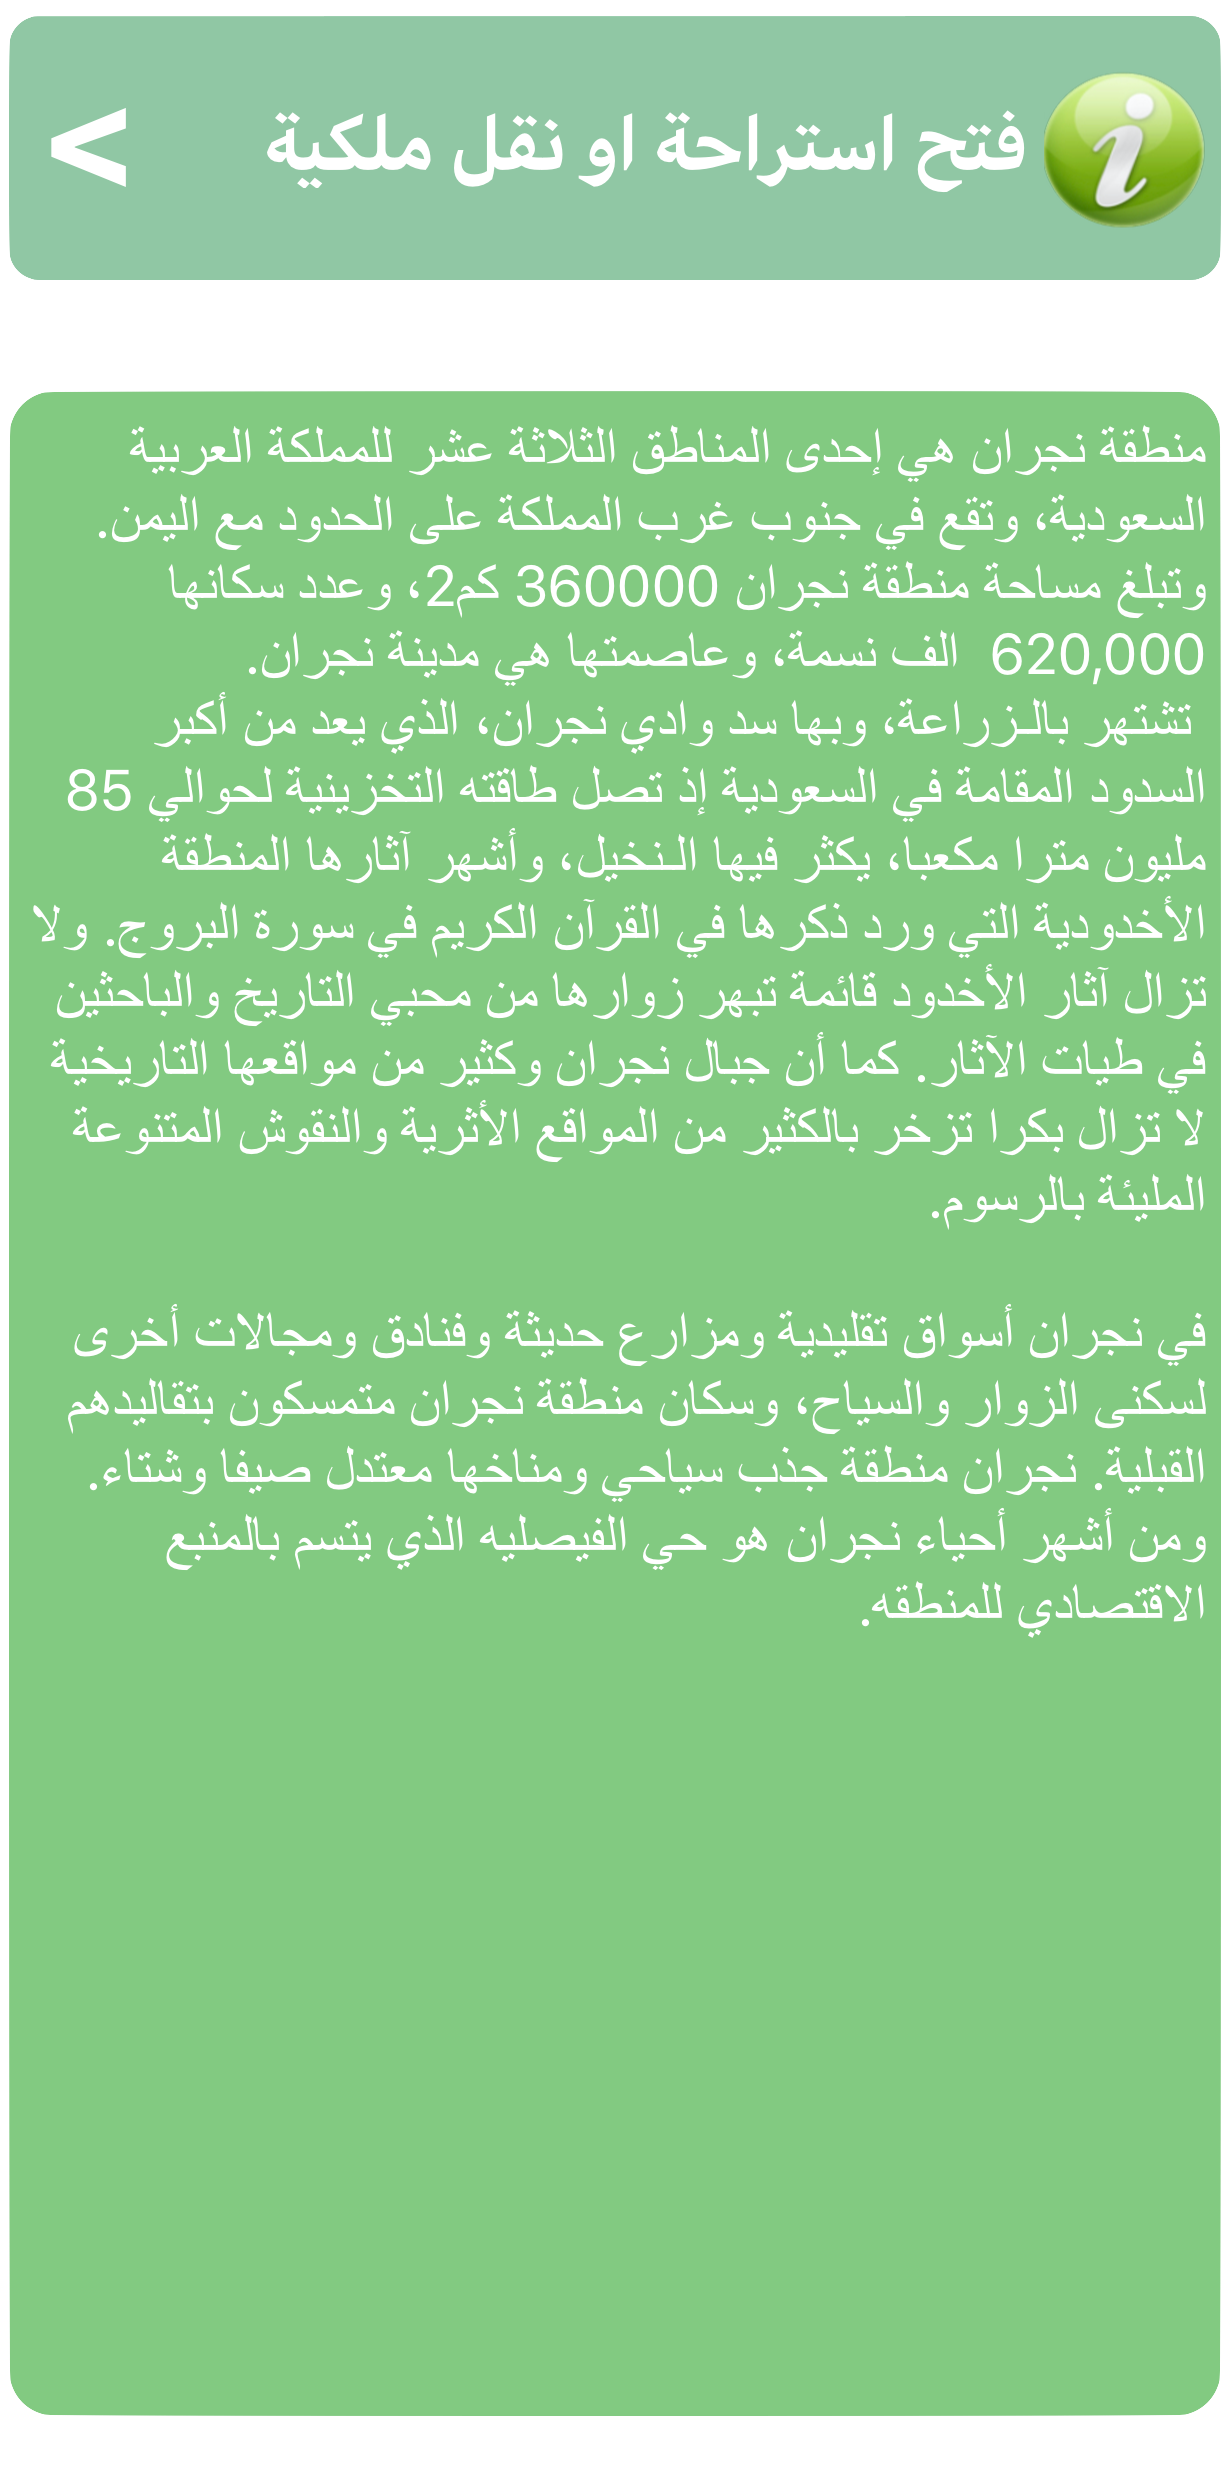 فتح استراحة او نقل ملكية
<
منطقة نجران هي إحدى المناطق الثلاثة عشر للمملكة العربية
السعودية، وتقع في جنوب غرب المملكة على الحدود مع اليمن.
وتبلغ مساحة منطقة نجران 360000 كم2، وعدد سكانها
620,000 الف نسمة، وعاصمتها هي مدينة نجران.
تشتهر بالـزراعة، وبها سد وادي نجران، الذي يعد من أكبر
السدود المقامة في السعودية إذ تصل طاقته التخزينية لحوالي 85
مليون مترا مكعبا، يكثر فيها الـنخيل، وأشهر آثارها المنطقة
الأخدودية التي ورد ذكرها في القرآن الكريم في سورة البروج. ولا
تزال آثار الأخدود قائمة تبهر زوارها من محبي التاريخ والباحثين
في طيات الآثار. كما أن جبال نجران وكثير من مواقعها التاريخية
لا تزال بكرا تزخر بالكثير من المواقع الأثرية والنقوش المتنوعة
المليئة بالرسوم.
في نجران أسواق تقليدية ومزارع حديثة وفنادق ومجالات أخرى
لسكنى الزوار والسياح، وسكان منطقة نجران متمسكون بتقاليدهم
القبلية. نجران منطقة جذب سياحي ومناخها معتدل صيفا وشتاء.
ومن أشهر أحياء نجران هو حي الفيصليه الذي يتسم بالمنبع
الاقتصادي للمنطقه.